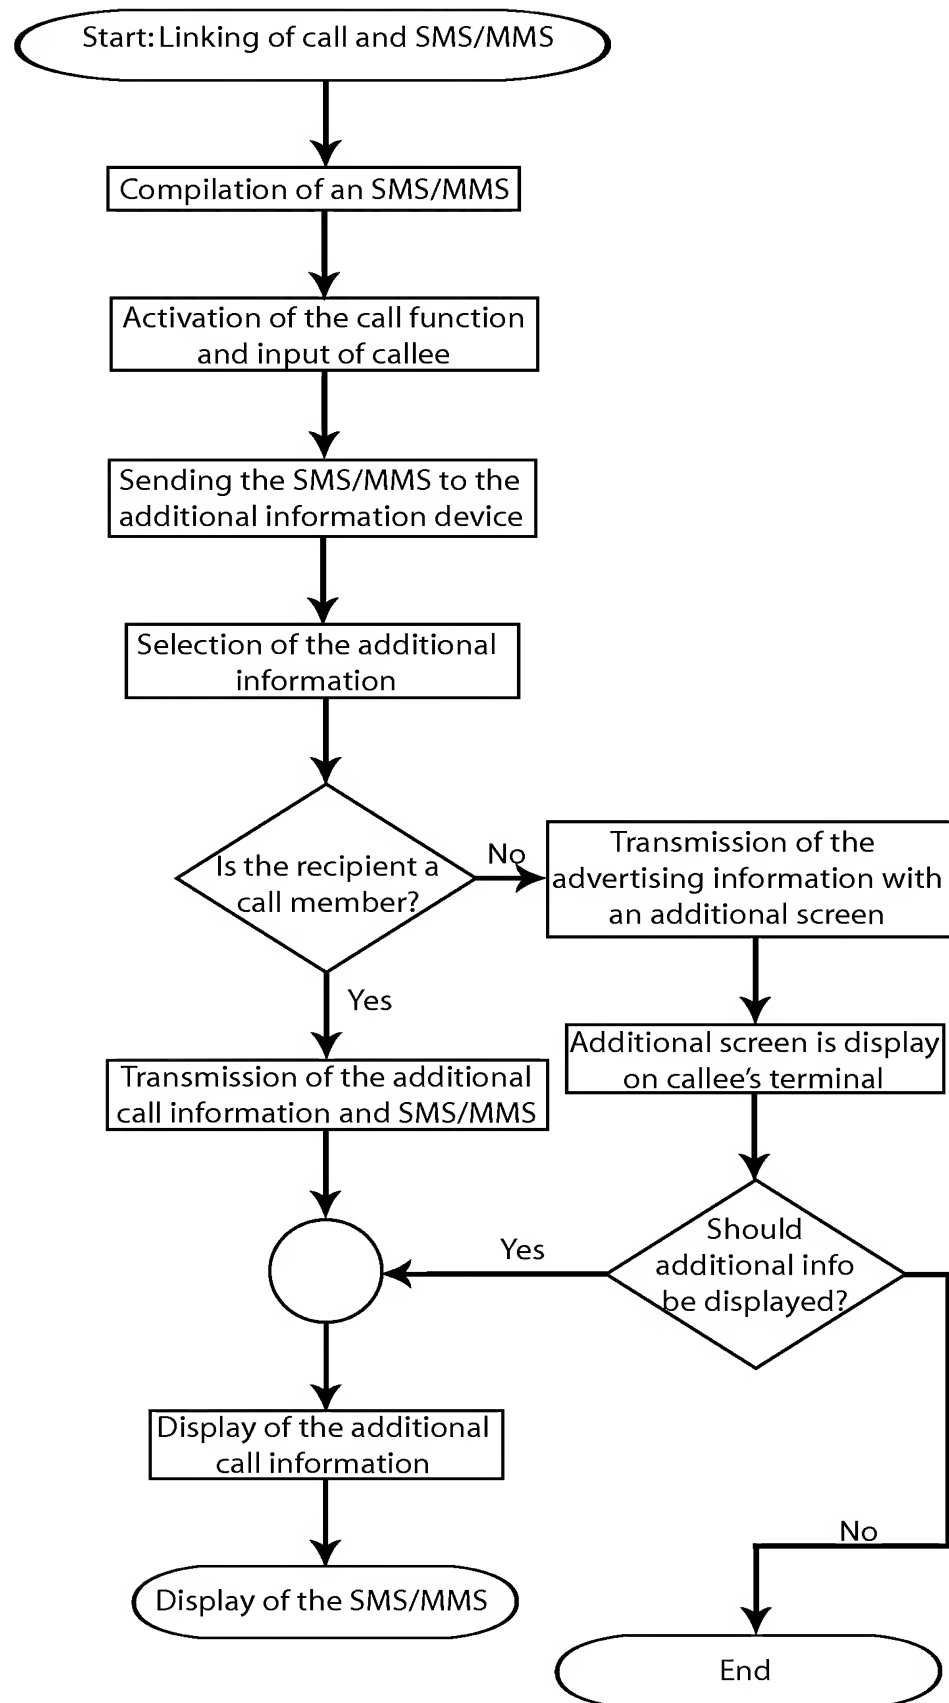 Start: Linking of call and SMS/MMS
Compilation of an SMS/MMS
Activation of the call function
and input of callee
Sending the SMS/MMS to the
additional information device
Selection of the additional
information
Is the recipient a
call member?
No
Transmission of the
advertising information with
an additional screen
Yes
Additional screen is display
on callee's terminal
Transmission of the additional
call information and SMS/MMS
Should
additional info
be displayed?
Yes
Display of the additional
call information
No
Display of the SMS/MMS
End